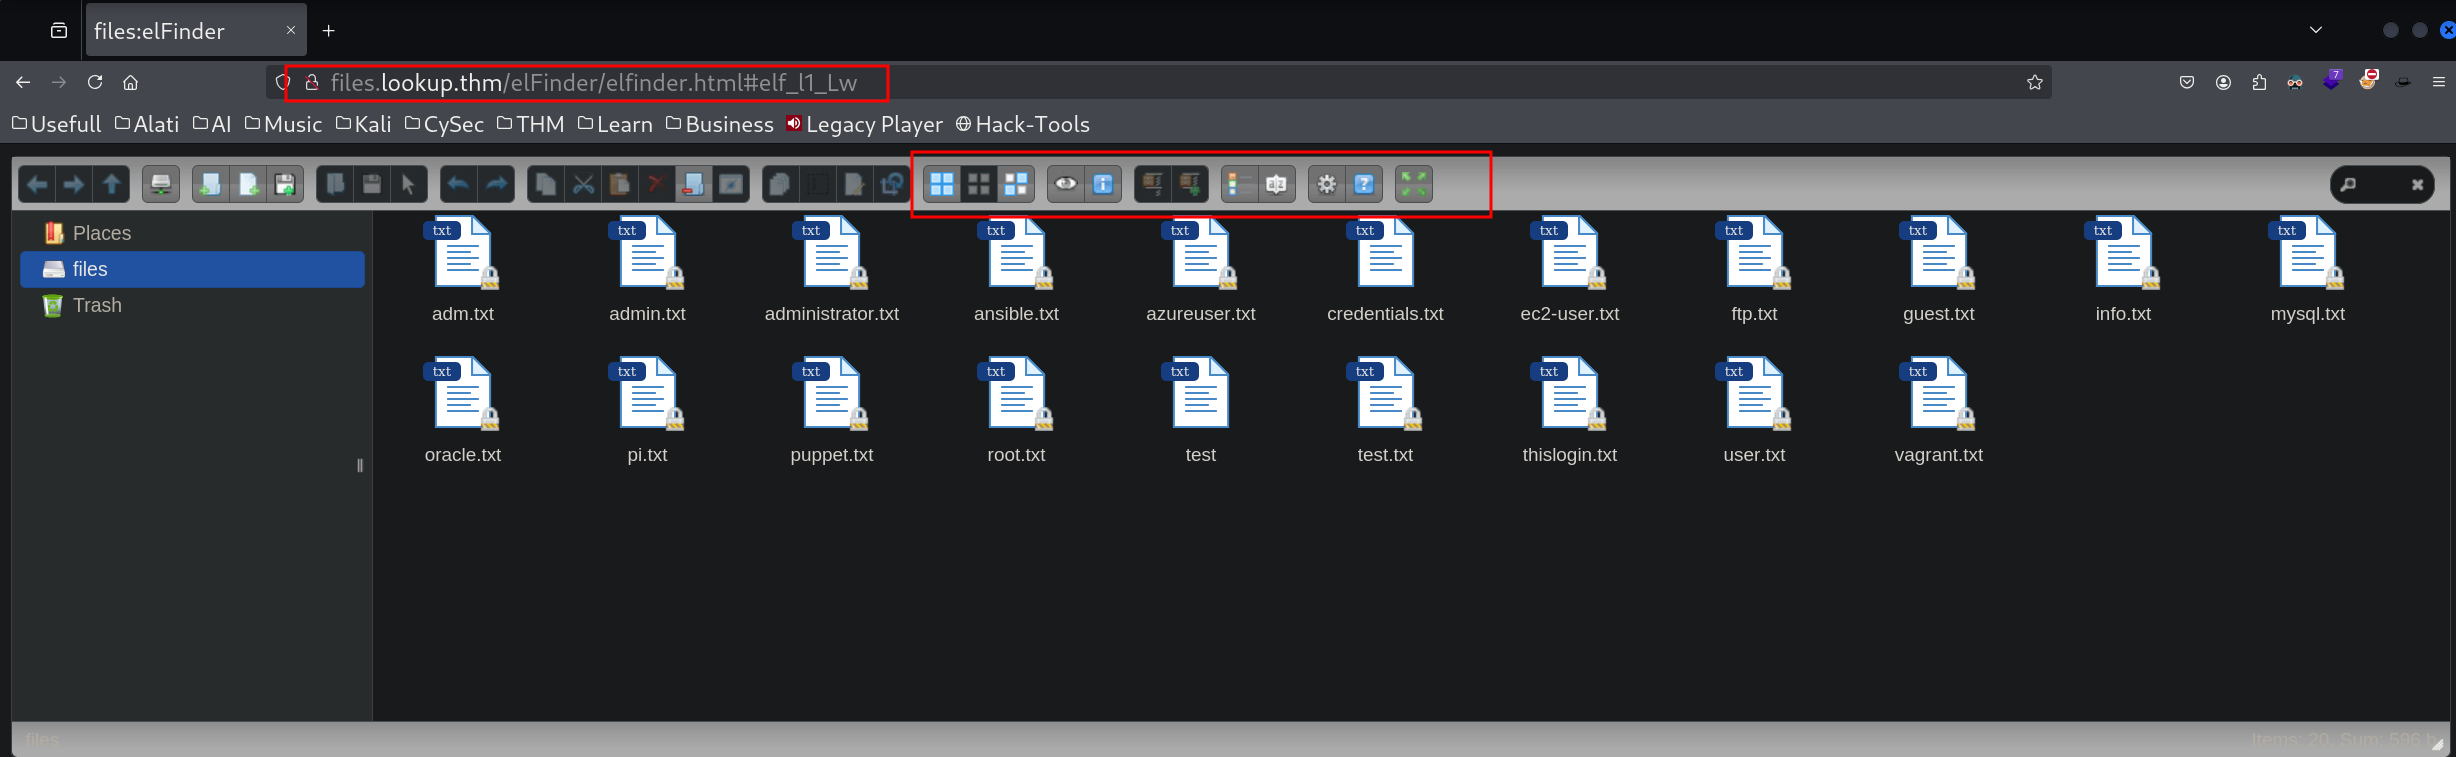 files:elFinder
files.lookup.thm/elFinder/elfinder.html#elf_l1_Lw
7
Usefull Alati AI Music Kali CySec THM Learn Business Legacy Player Hack-Tools
Places
files
Trash
txt txt txt txt txt txt txt txt txt txt txt
adm.txt admin.txt administrator.txt ansible.txt azureuser.txt credentials.txt ec2-user.txt ftp.txt guest.txt info.txt mysql.txt
txt txt txt txt txt txt txt txt txt
oracle.txt pi.txt puppet.txt root.txt test test.txt thislogin.txt user.txt vagrant.txt
files Items: 20, Sum: 596 b